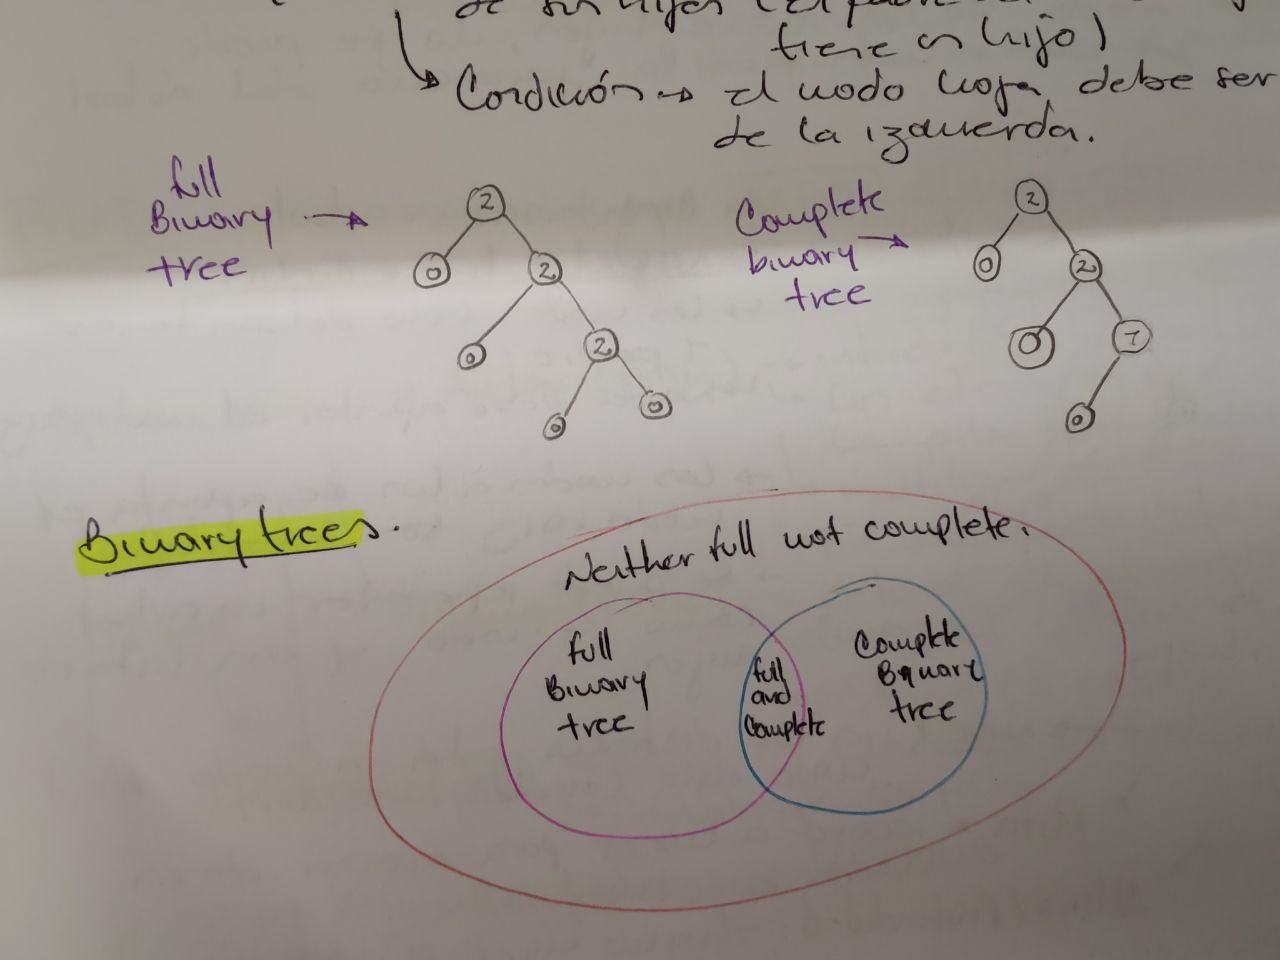 de sus hijos (el
tiene un hijo)
Condición → el nodo hoja debe ser
de la izquierda.
full
Binary
tree
2
0 2
0 2
0 0
Complete
binary
tree
2
0 2
0 1
0
Binary trees.
Neither full not complete.
full
Binary
tree
full
and
Complete
Complete
Binary
tree